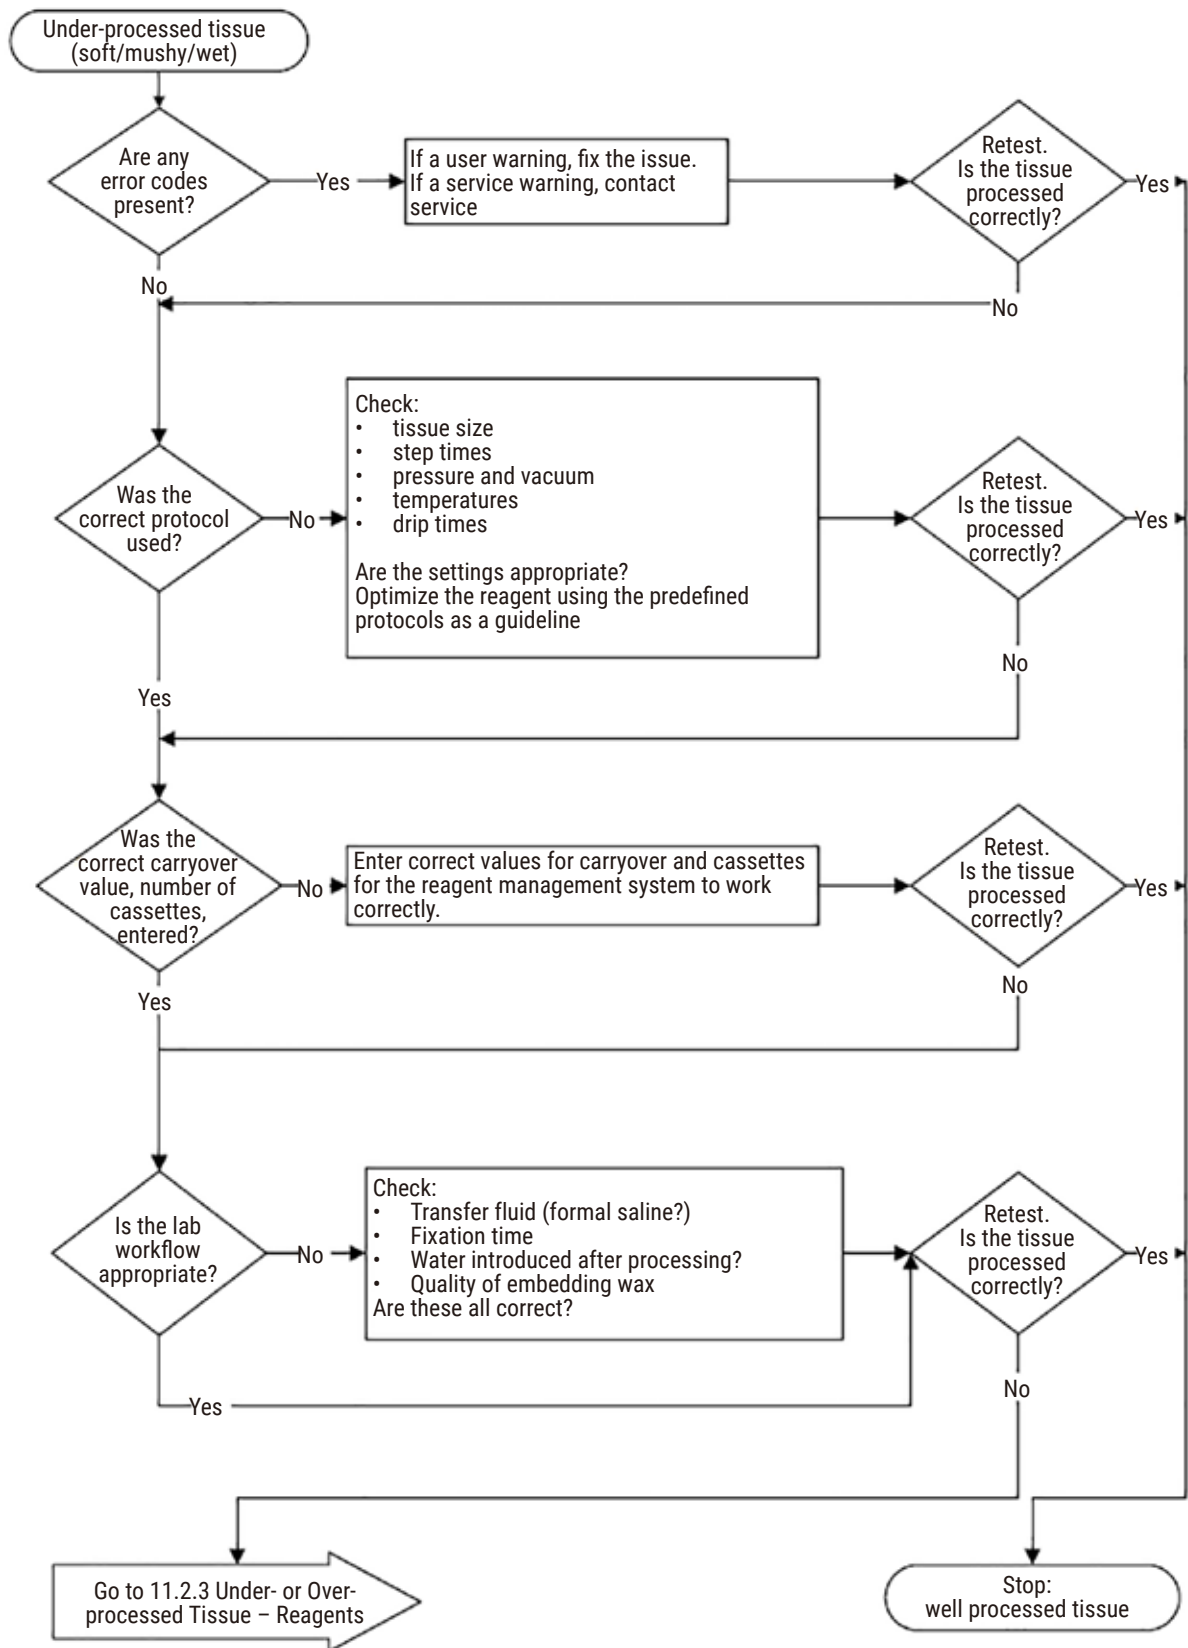 Under-processed tissue
(soft/mushy/wet)
Are any
error codes
present?
Yes
If a user warning, fix the issue.
If a service warning, contact
service
Retest.
Is the tissue
processed
correctly?
Yes
No
No
Was the
correct protocol
used?
No
Check:
• tissue size
• step times
• pressure and vacuum
• temperatures
• drip times
Are the settings appropriate?
Optimize the reagent using the predefined
protocols as a guideline
Retest.
Is the tissue
processed
correctly?
Yes
No
Yes
Was the
correct carryover
value, number of
cassettes,
entered?
No
Enter correct values for carryover and cassettes
for the reagent management system to work
correctly.
Retest.
Is the tissue
processed
correctly?
Yes
No
Yes
Is the lab
workflow
appropriate?
No
Check:
• Transfer fluid (formal saline?)
• Fixation time
• Water introduced after processing?
• Quality of embedding wax
Are these all correct?
Retest.
Is the tissue
processed
correctly?
Yes
No
Yes
Go to 11.2.3 Under- or Over-
processed Tissue – Reagents
Stop:
well processed tissue